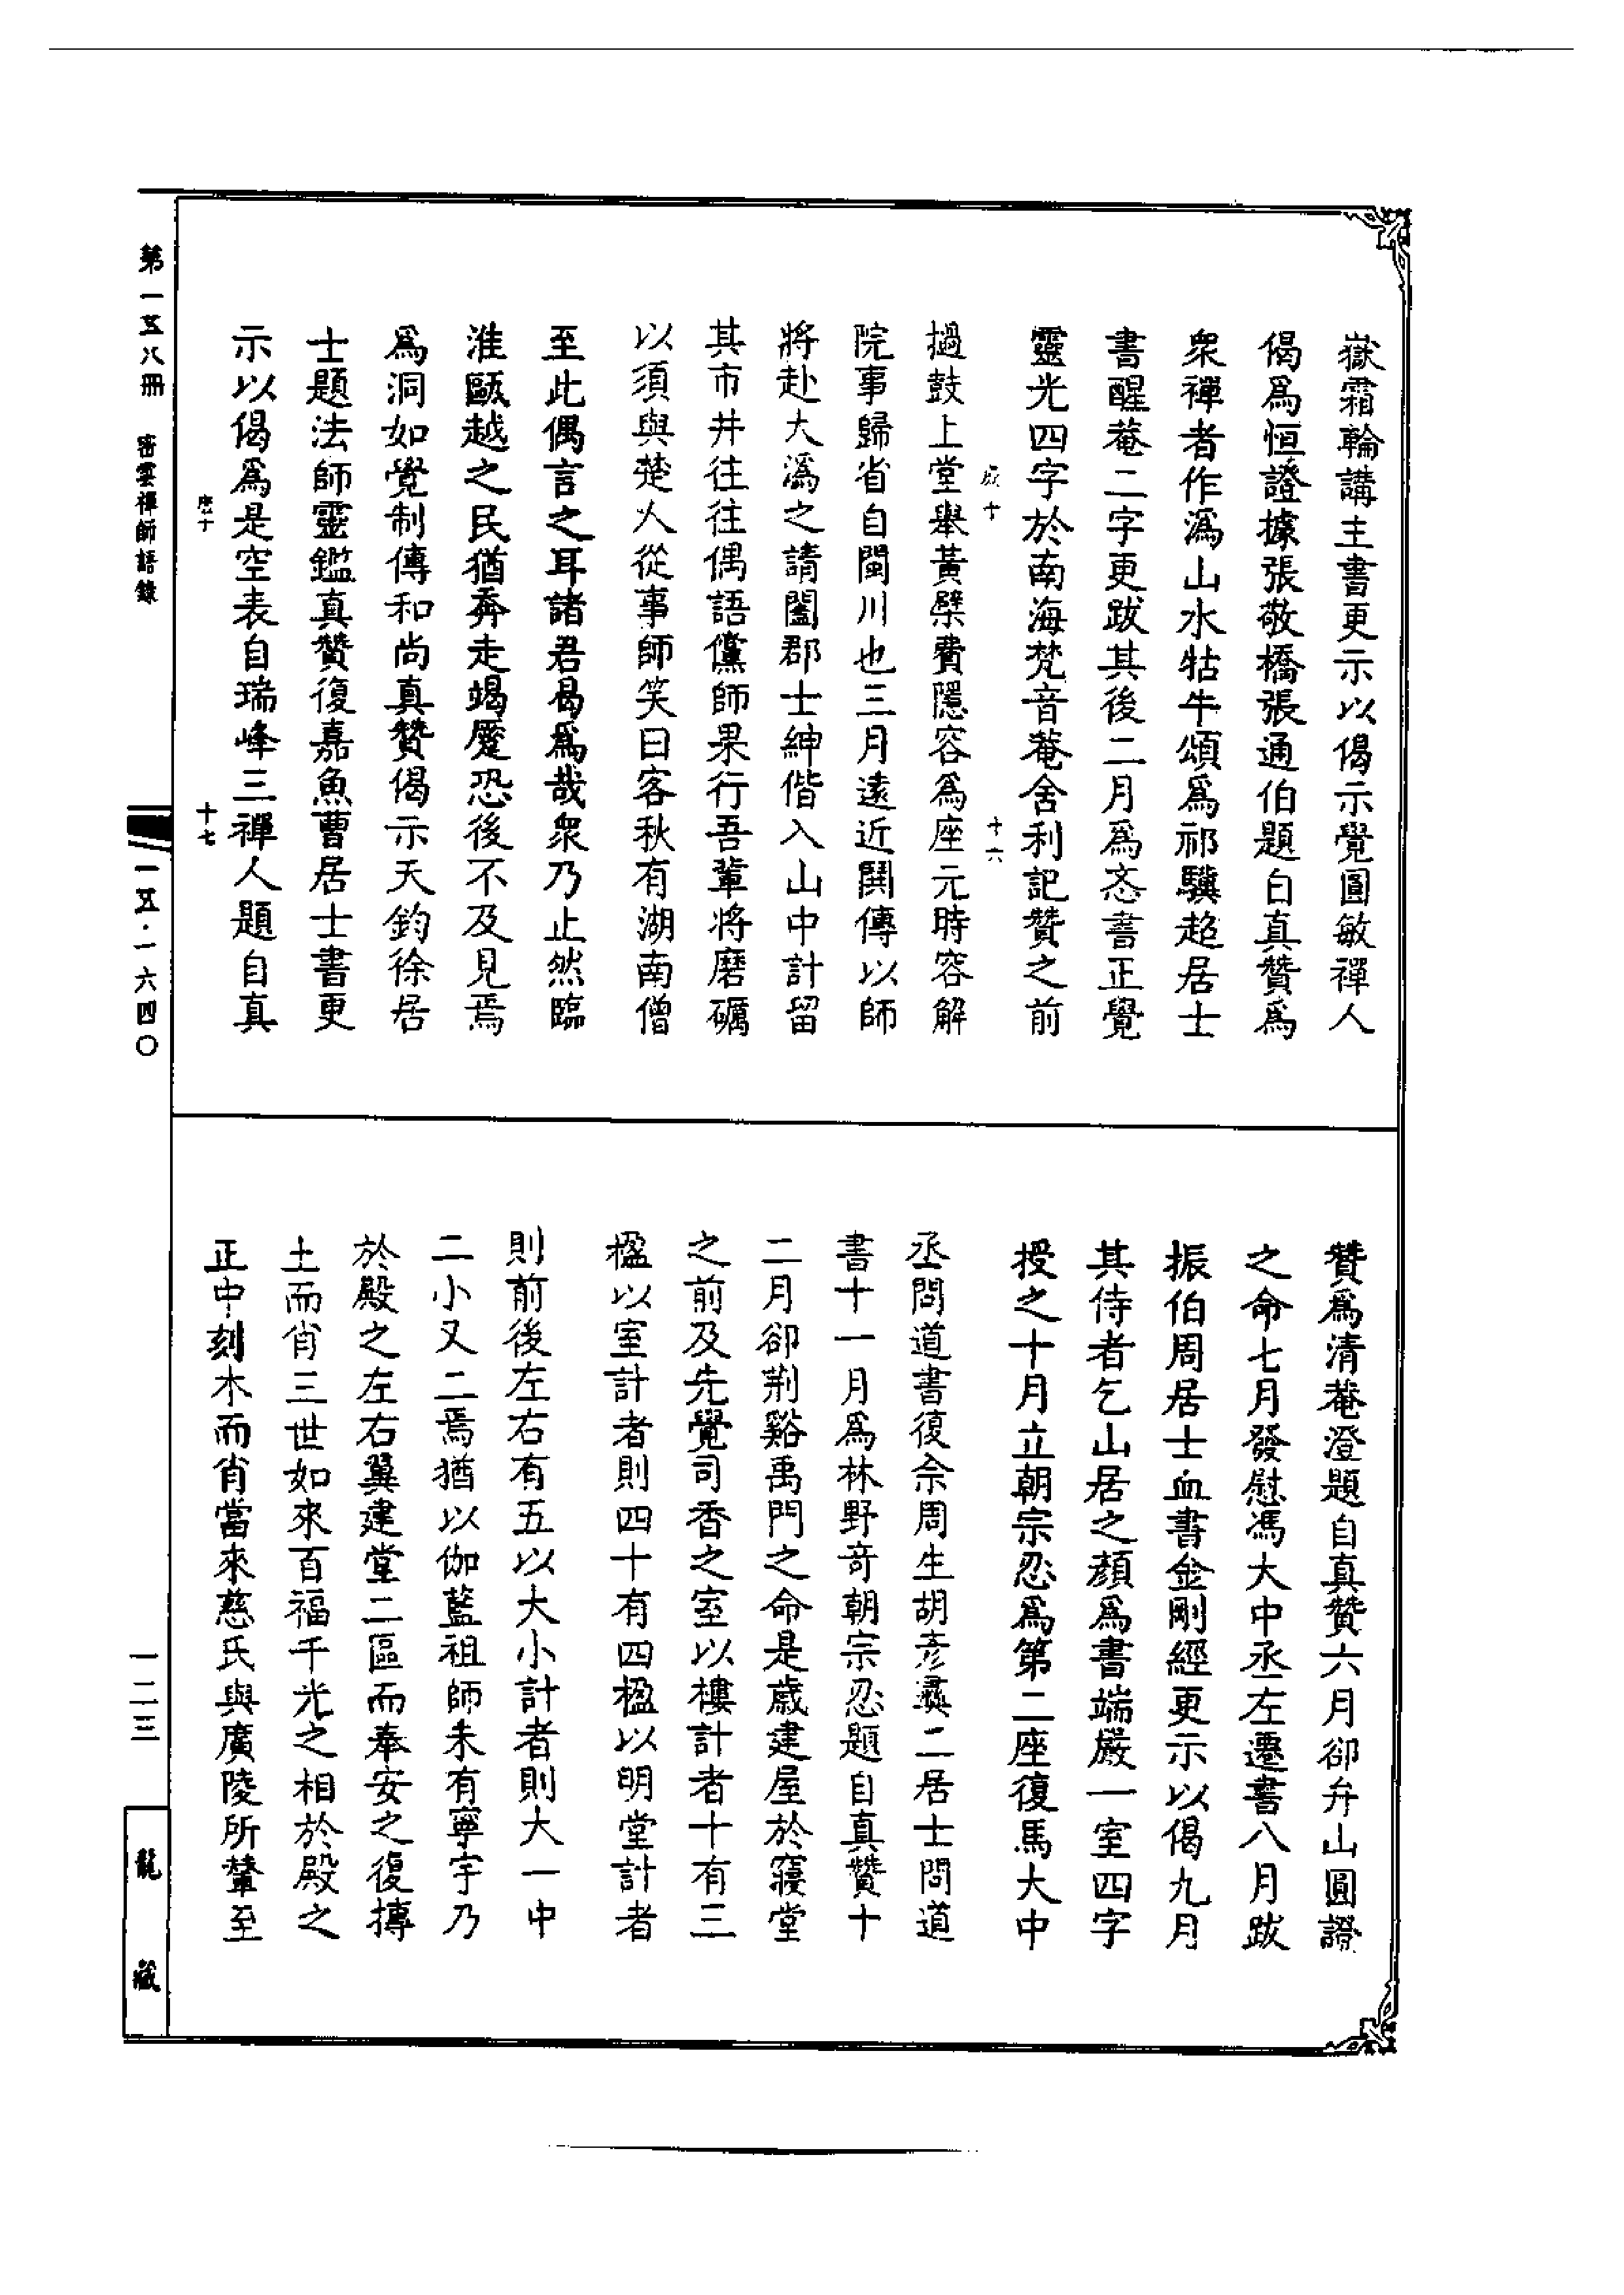 嶽霜輪講主書更示以偈示覺圓敏禪人
偈爲恒證據張敬橋張通伯題自真贊爲
衆禪者作潙山水牯牛頌爲祁驥超居士
書醒菴二字更跋其後二月爲忞書正覺
靈光四字於南海梵音菴舍利記贊之前
十六
撾鼓上堂舉黃檗費隱容爲座元時容解
院事歸省自閩川也三月遠近鬨傳以師
將赴大潙之請闔郡士紳偕入山中計留
其市井往往偶語儻師果行吾輩將磨礪
以須與楚人從事師笑曰客秋有湖南僧
至此偶言之耳諸君曷爲哉衆乃止然臨
淮甌越之民猶奔走竭蹷恐後不及見焉
爲洞如覺制傳和尚真贊偈示天鈞徐居
士題法師靈鑑真贊復嘉魚曹居士書更
示以偈爲是空表自瑞峰三禪人題自真
十七
贊爲清菴澄題自真贊六月卻弁山圓證
之命七月發慰馮大中丞左遷書八月跋
振伯周居士血書金剛經更示以偈九月
其侍者乞山居之顏爲書端嚴一室四字
授之十月立朝宗忍爲第二座復馬大中
丞問道書復余周生胡彥彝二居士問道
書十一月爲林野奇朝宗忍題自真贊十
二月卻荆谿禹門之命是歲建屋於寢堂
之前及先覺司香之室以樓計者十有三
楹以室計者則四十有四楹以明堂計者
則前後左右有五以大小計者則大一中
二小又二焉猶以伽藍祖師未有寧宇乃
於殿之左右翼建堂二區而奉安之復摶
土而肖三世如來百福千光之相於殿之
正中刻木而肖當來慈氏與廣陵所輦至
第一五八冊 密雲禪師語錄
一五·一六四〇
一二三
龍藏